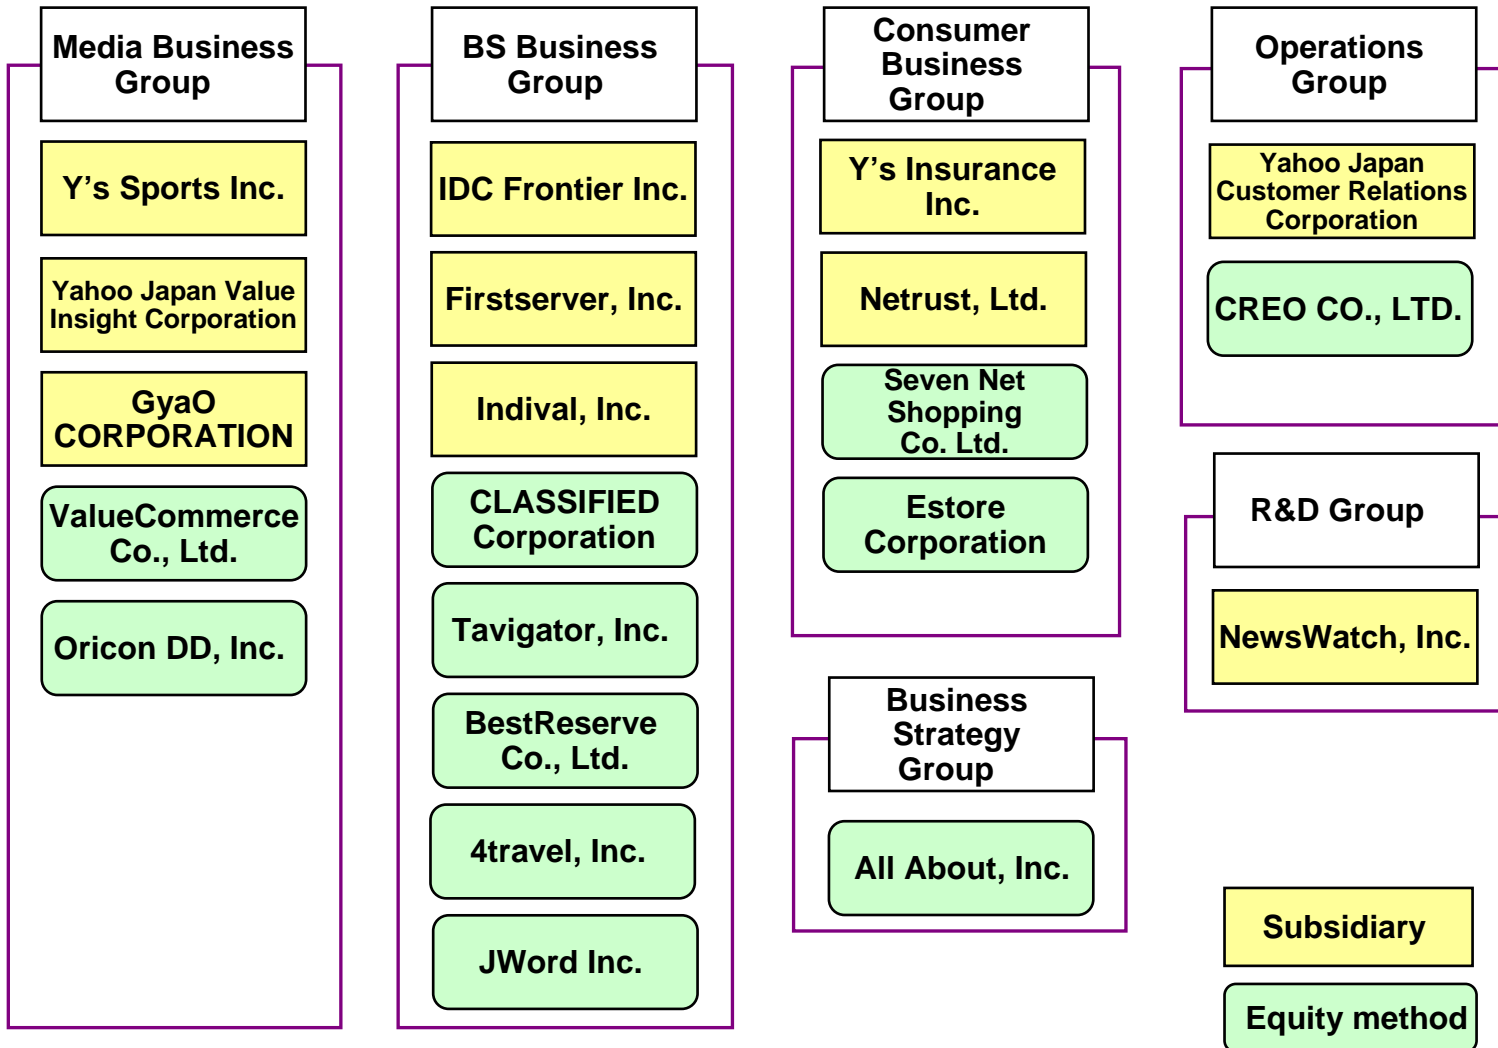 Media Business
Group
Y’s Sports Inc.
Yahoo Japan Value
Insight Corporation
GyaO
CORPORATION
ValueCommerce
Co., Ltd.
Oricon DD, Inc.
BS Business
Group
IDC Frontier Inc.
Firstserver, Inc.
Indival, Inc.
CLASSIFIED
Corporation
Tavigator, Inc.
BestReserve
Co., Ltd.
4travel, Inc.
JWord Inc.
Consumer
Business
Group
Y’s Insurance
Inc.
Netrust, Ltd.
Seven Net
Shopping
Co. Ltd.
Estore
Corporation
Business
Strategy
Group
All About, Inc.
Operations
Group
Yahoo Japan
Customer Relations
Corporation
CREO CO., LTD.
R&D Group
NewsWatch, Inc.
Subsidiary
Equity method